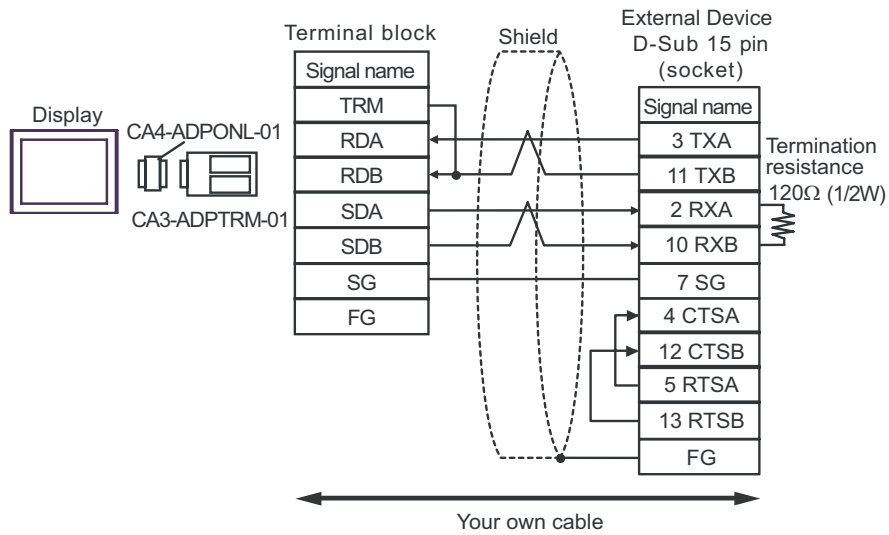 Display
CA4-ADPONL-01
CA3-ADPTRM-01
Terminal block
Signal name
TRM
RDA
RDB
SDA
SDB
SG
FG
Shield
External Device
D-Sub 15 pin
(socket)
Signal name
3 TXA
11 TXB
2 RXA
10 RXB
7 SG
4 CTSA
12 CTSB
5 RTSA
13 RTSB
FG
Termination
resistance
120Ω (1/2W)
Your own cable